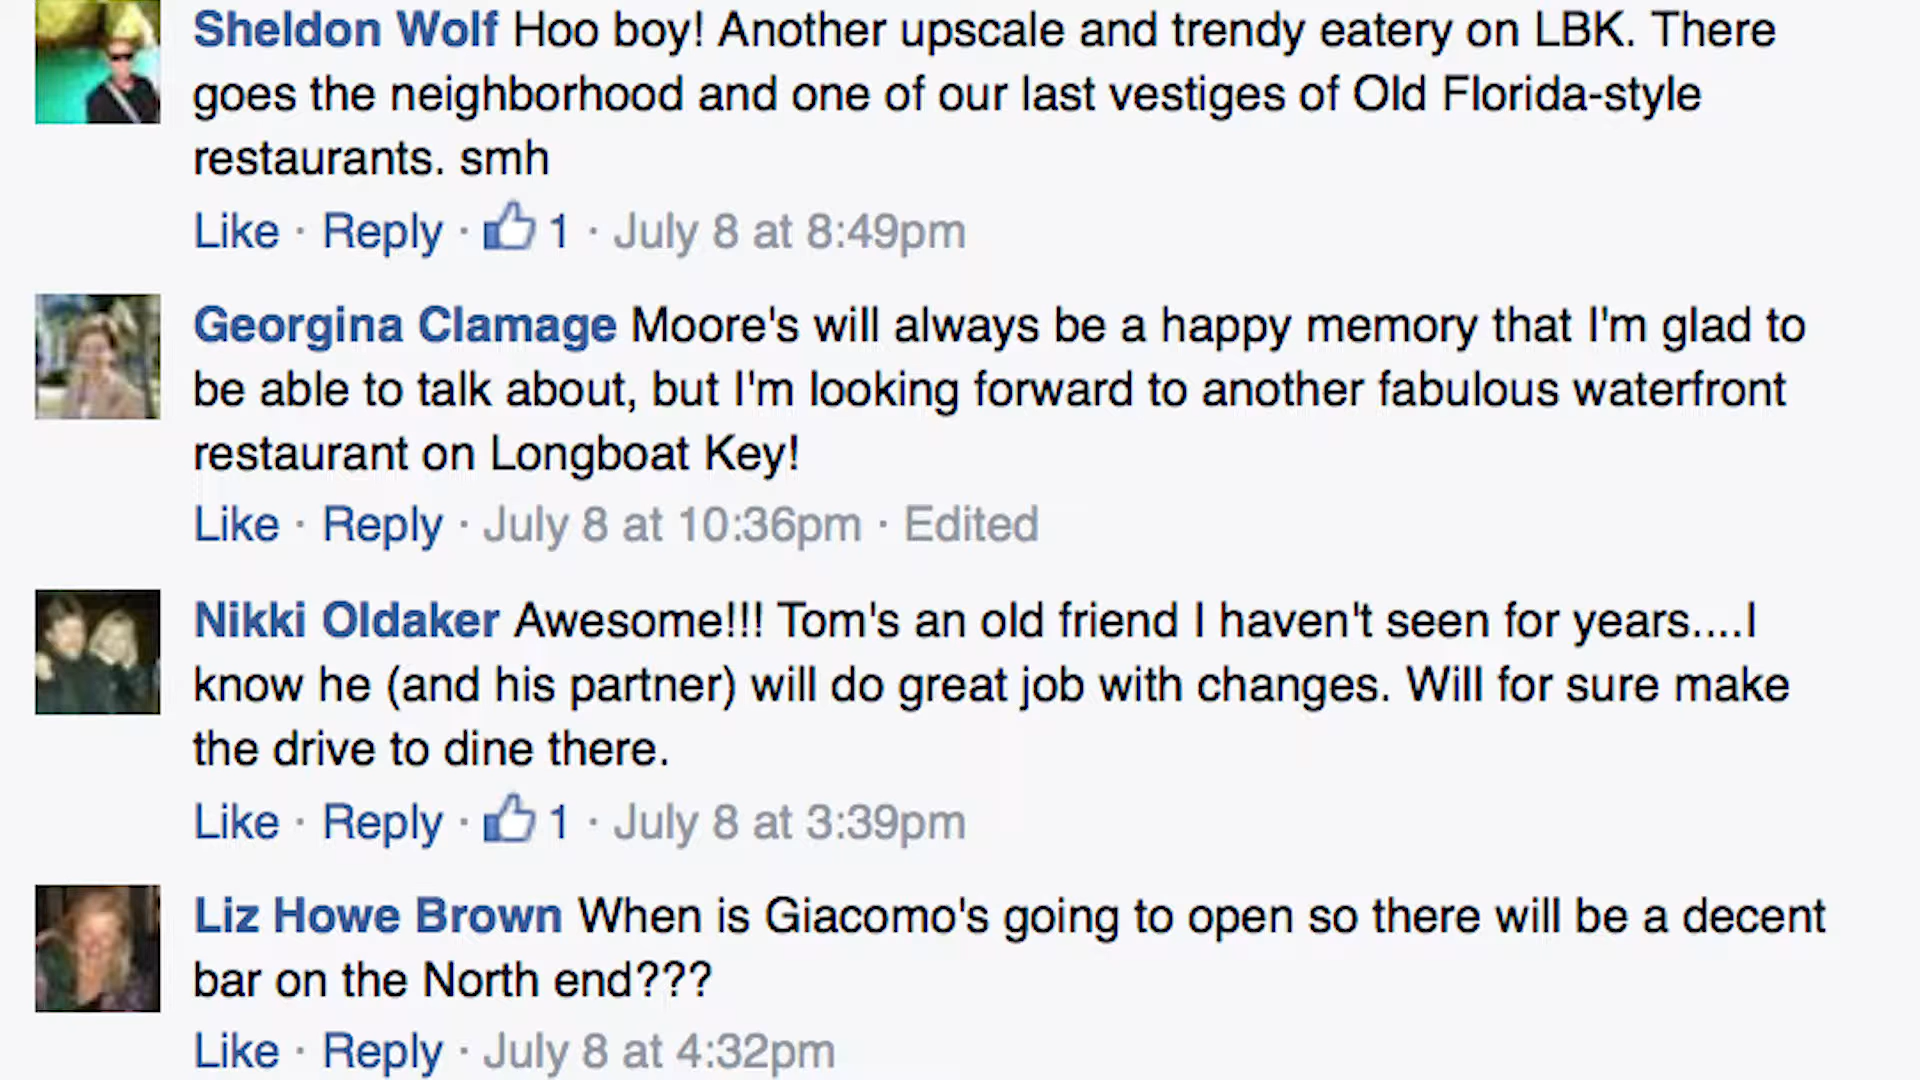 Sheldon Wolf Hoo boy! Another upscale and trendy eatery on LBK. There
goes the neighborhood and one of our last vestiges of Old Florida-style
restaurants. smh
Like · Reply · 1 · July 8 at 8:49pm
Georgina Clamage Moore's will always be a happy memory that I'm glad to
be able to talk about, but I'm looking forward to another fabulous waterfront
restaurant on Longboat Key!
Like · Reply · July 8 at 10:36pm · Edited
Nikki Oldaker Awesome!!! Tom's an old friend I haven't seen for years....I
know he (and his partner) will do great job with changes. Will for sure make
the drive to dine there.
Like · Reply · 1 · July 8 at 3:39pm
Liz Howe Brown When is Giacomo's going to open so there will be a decent
bar on the North end???
Like · Reply · July 8 at 4:32pm